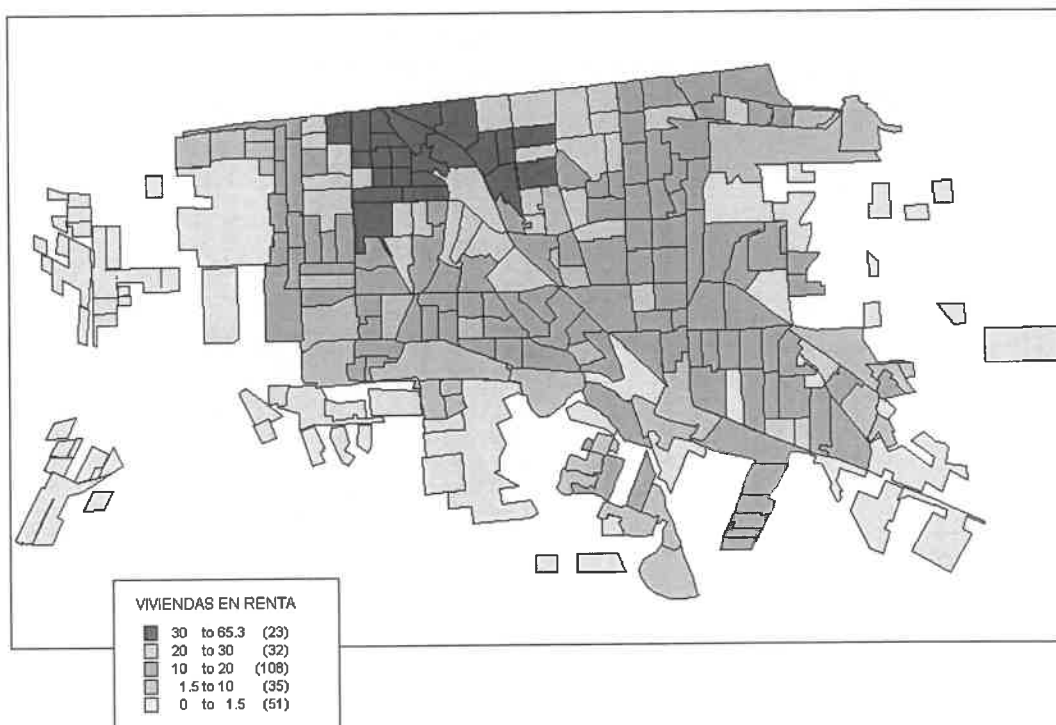 VIVIENDAS EN RENTA
30 to 65.3 (23)
20 to 30 (32)
10 to 20 (108)
1.5 to 10 (35)
0 to 1.5 (51)